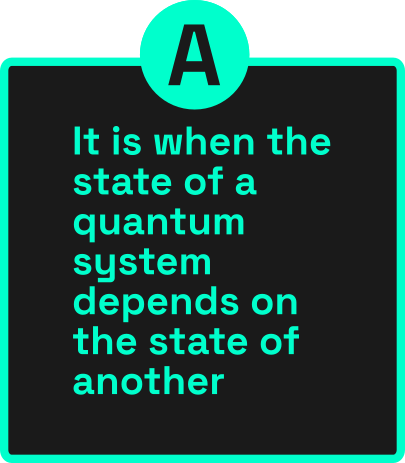 A
It is when the
state of a
quantum
system
depends on
the state of
another